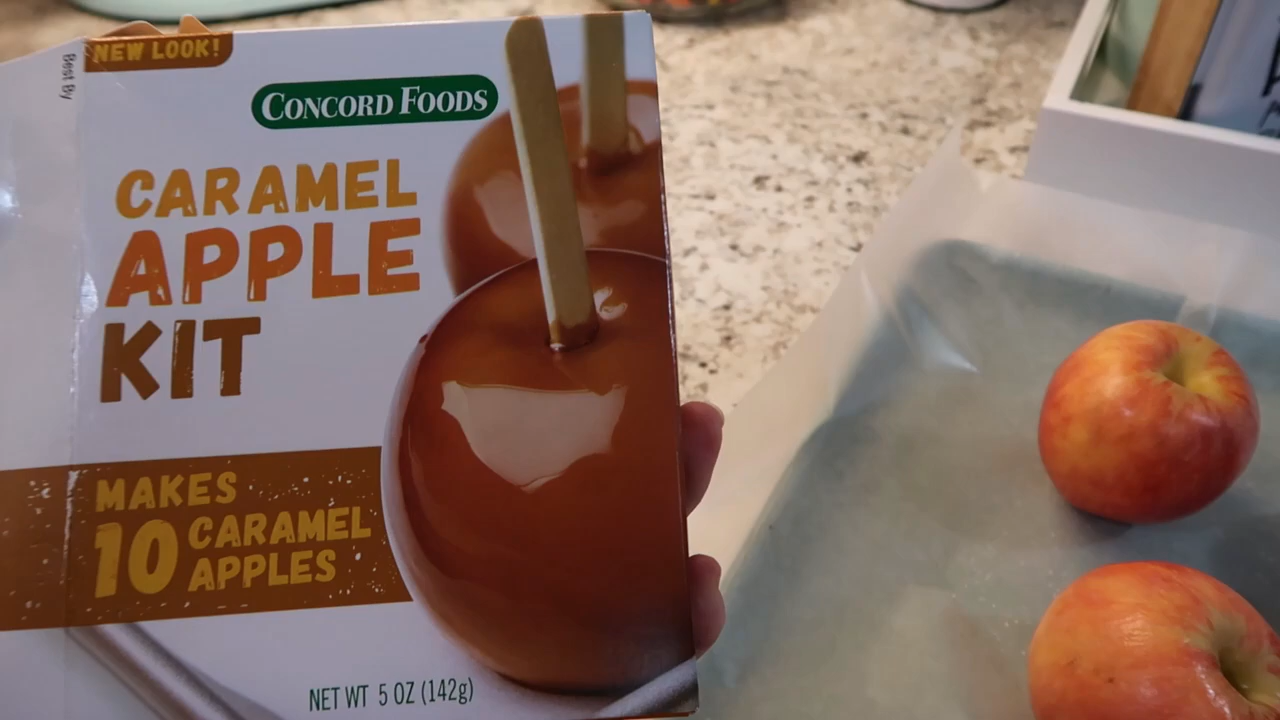 NEW LOOK!
Best By
CONCORD FOODS
CARAMEL
APPLE
KIT
MAKES
10 CARAMEL
APPLES
NET WT 5 OZ (142g)